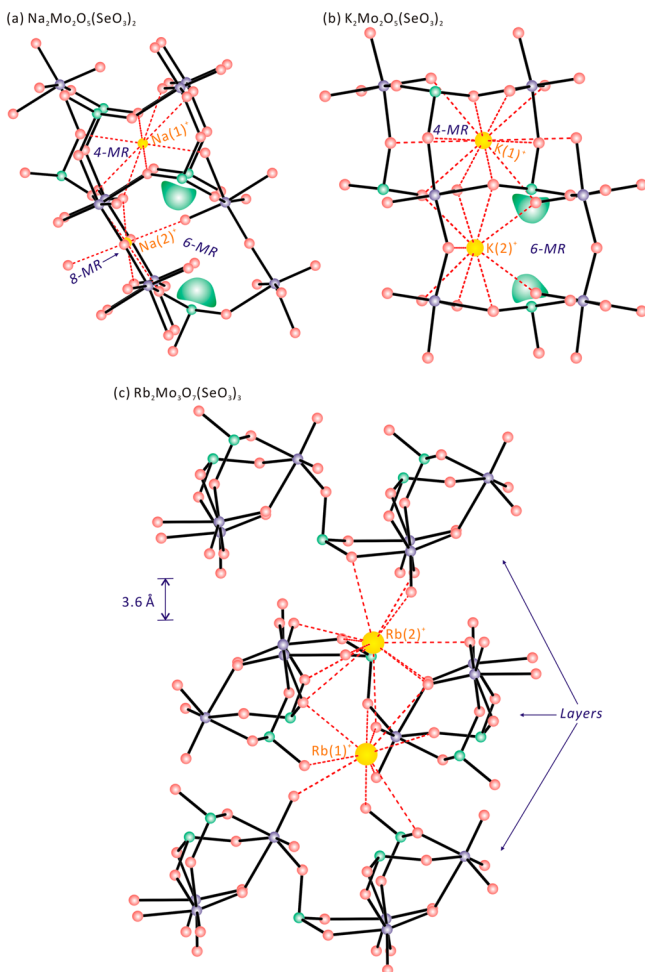 (a) Na₂Mo₂O₅(SeO₃)₂
Na(1)⁺
4-MR
Na(2)⁺
6-MR
8-MR
(b) K₂Mo₂O₅(SeO₃)₂
4-MR
K(1)⁺
K(2)⁺
6-MR
(c) Rb₂Mo₃O₇(SeO₃)₃
3.6 Å
Rb(2)⁺
Layers
Rb(1)⁺